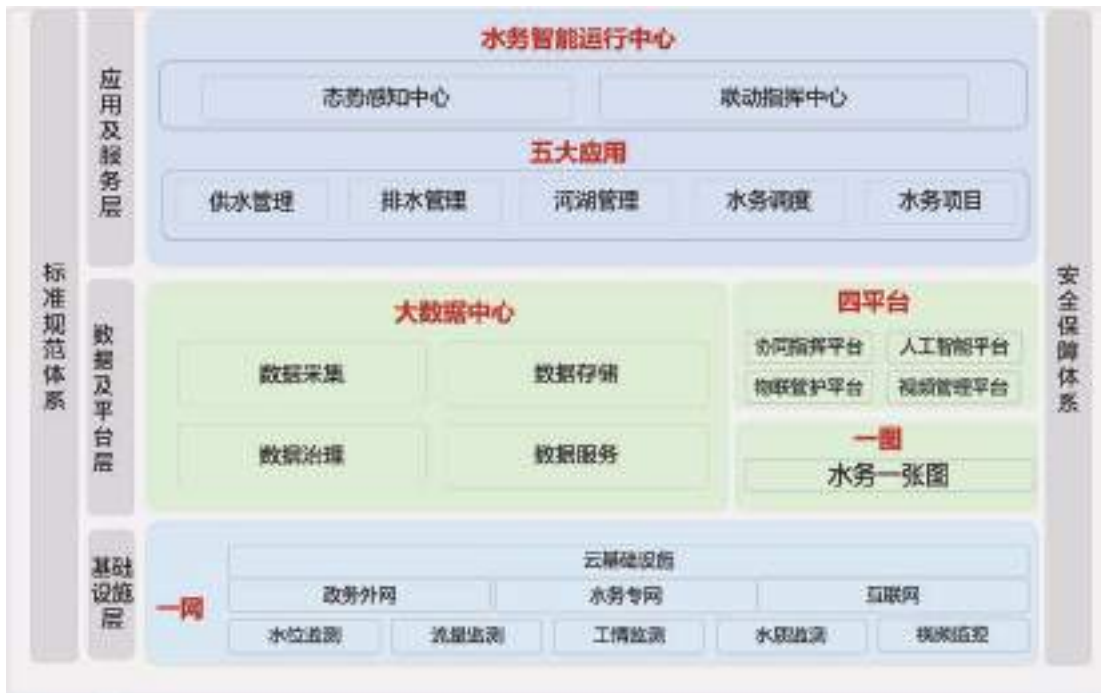 标准规范体系
应用及服务层
水务智能运行中心
态势感知中心 联动指挥中心
五大应用
供水管理 排水管理 河湖管理 水务调度 水务项目
数据及平台层
大数据中心
数据采集 数据存储
数据治理 数据服务
四平台
协同指挥平台 人工智能平台
物联管护平台 视频管理平台
一图
水务一张图
基础设施层
一网
云基础设施
政务外网 水务专网 互联网
水位监测 流量监测 工情监测 水质监测 视频监控
安全保障体系